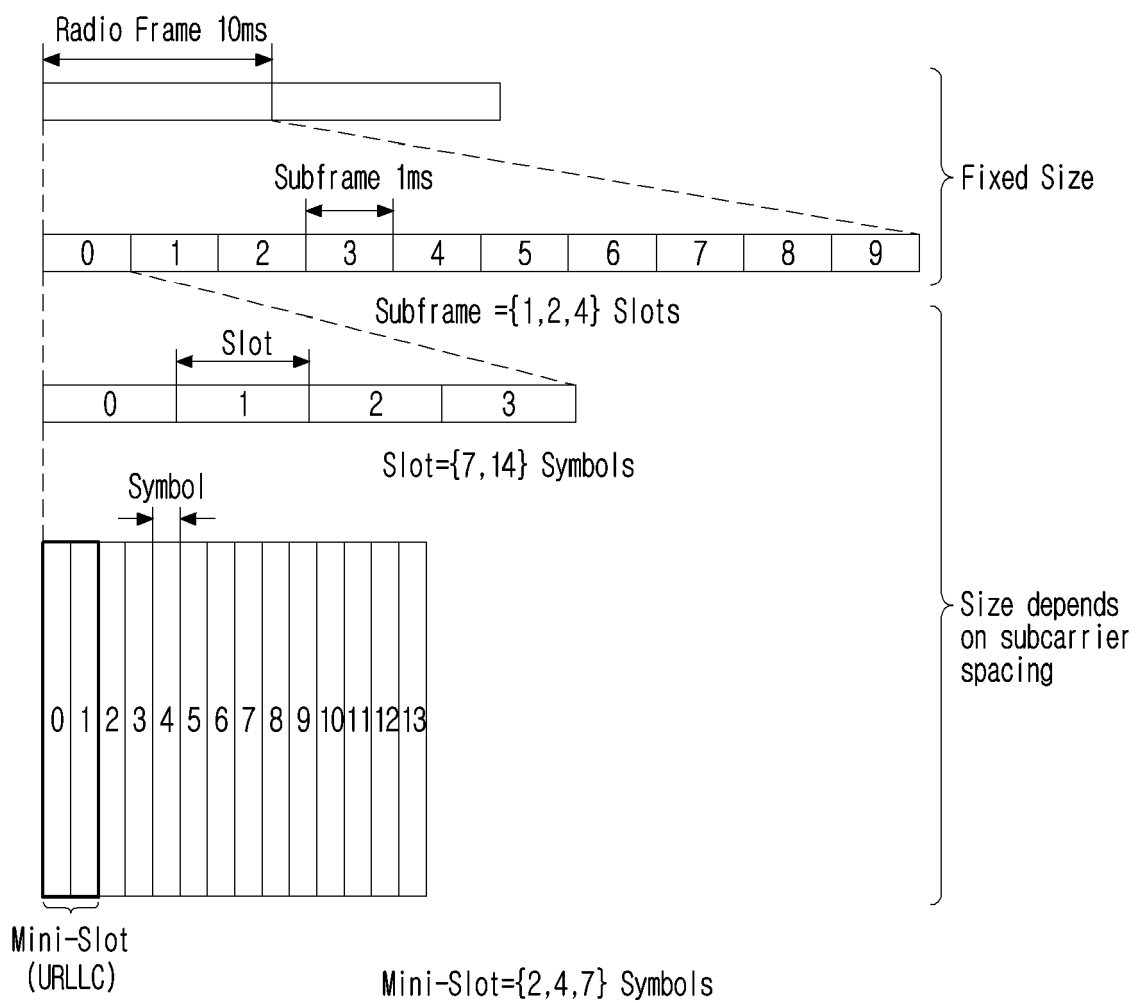 Radio Frame 10ms
Subframe 1ms
Fixed Size
0 1 2 3 4 5 6 7 8 9
Subframe ={1,2,4} Slots
Slot
0 1 2 3
Slot={7,14} Symbols
Symbol
Size depends
on subcarrier
spacing
0 1 2 3 4 5 6 7 8 9 10 11 12 13
Mini-Slot
(URLLC)
Mini-Slot={2,4,7} Symbols